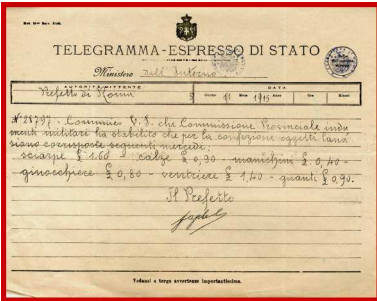 TELEGRAMMA-ESPRESSO DI STATO
Ministero dell'Interno
AUTORITÀ MITTENTE
DATA
Prefetto di Roma
Giorno 11 Mese 1915 Anno Ora Minuti
N° 28797 - Comunico V.S. che Commissione Provinciale indu
menti militari ha stabilito che per la confezione oggetti lana
siano corrisposte seguenti mercedi:
sciarpe £ 1.60 - calze £ 0,90 - manichini £. 0,40 -
ginocchiere £ 0,80 - ventriere £ 1,40 - guanti £ 0,90.
Il Prefetto
Vedansi a tergo avvertenze importantissime.